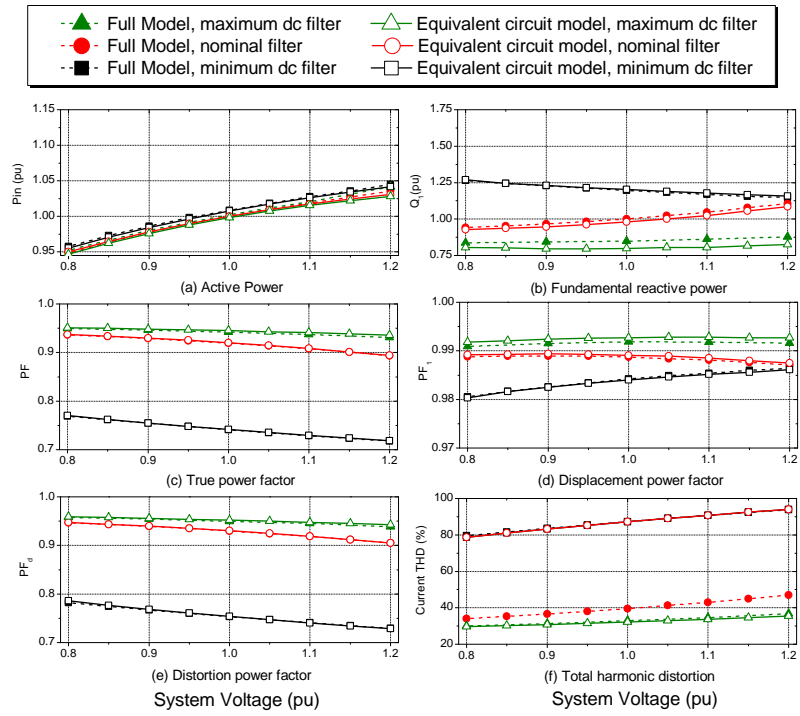 Full Model, maximum dc filter
Equivalent circuit model, maximum dc filter
Full Model, nominal filter
Equivalent circuit model, nominal filter
Full Model, minimum dc filter
Equivalent circuit model, minimum dc filter
Pin (pu)
1.15
1.10
1.05
1.00
0.95
0.8 0.9 1.0 1.1 1.2
(a) Active Power
Q1(pu)
1.75
1.50
1.25
1.00
0.75
0.8 0.9 1.0 1.1 1.2
(b) Fundamental reactive power
PF
1.0
0.9
0.8
0.7
0.8 0.9 1.0 1.1 1.2
(c) True power factor
PF1
1.00
0.99
0.98
0.97
0.8 0.9 1.0 1.1 1.2
(d) Displacement power factor
PFd
1.0
0.9
0.8
0.7
0.8 0.9 1.0 1.1 1.2
(e) Distortion power factor
System Voltage (pu)
Current THD (%)
100
80
60
40
20
0.8 0.9 1.0 1.1 1.2
(f) Total harmonic distortion
System Voltage (pu)